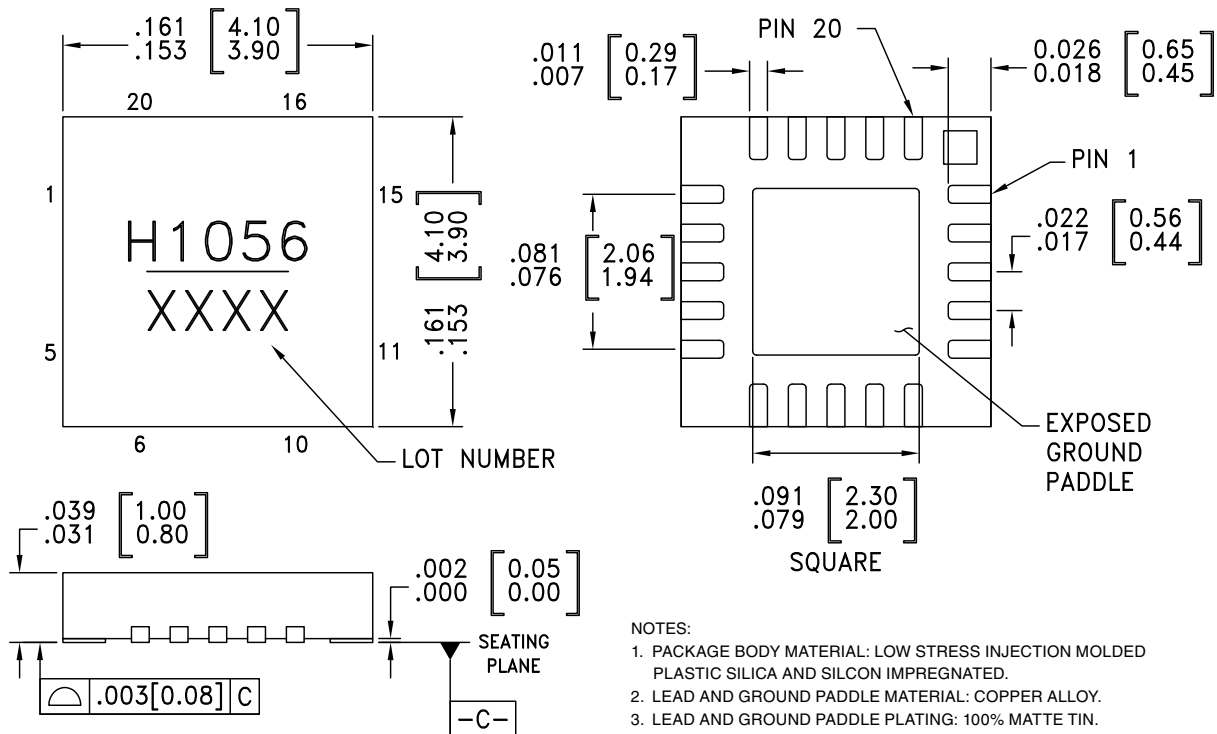 .161 [4.10]
.153 [3.90]
20 16
1
15
H1056
XXXX
5
11
6 10
LOT NUMBER
.161 [4.10]
.153 [3.90]
.011 [0.29]
.007 [0.17]
PIN 20
0.026 [0.65]
0.018 [0.45]
PIN 1
.022 [0.56]
.017 [0.44]
.081 [2.06]
.076 [1.94]
EXPOSED
GROUND
PADDLE
.091 [2.30]
.079 [2.00]
SQUARE
.039 [1.00]
.031 [0.80]
.002 [0.05]
.000 [0.00]
SEATING
PLANE
.003[0.08] C
-C-
NOTES:
1. PACKAGE BODY MATERIAL: LOW STRESS INJECTION MOLDED
PLASTIC SILICA AND SILCON IMPREGNATED.
2. LEAD AND GROUND PADDLE MATERIAL: COPPER ALLOY.
3. LEAD AND GROUND PADDLE PLATING: 100% MATTE TIN.